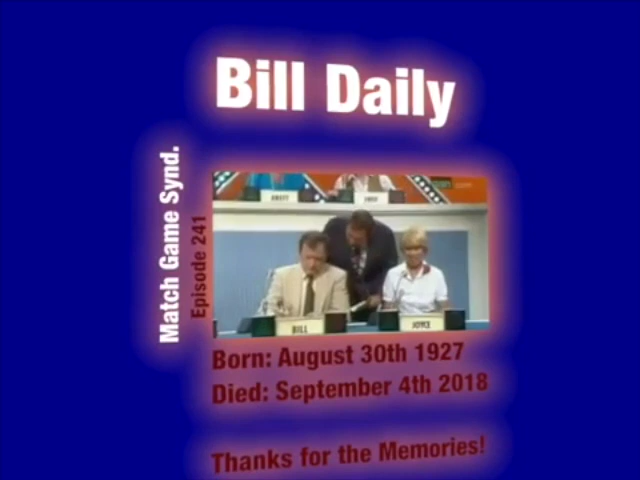 Bill Daily
Match Game Synd.
Episode 241
BRETT
BILL
JOYCE
Born: August 30th 1927
Died: September 4th 2018
Thanks for the Memories!